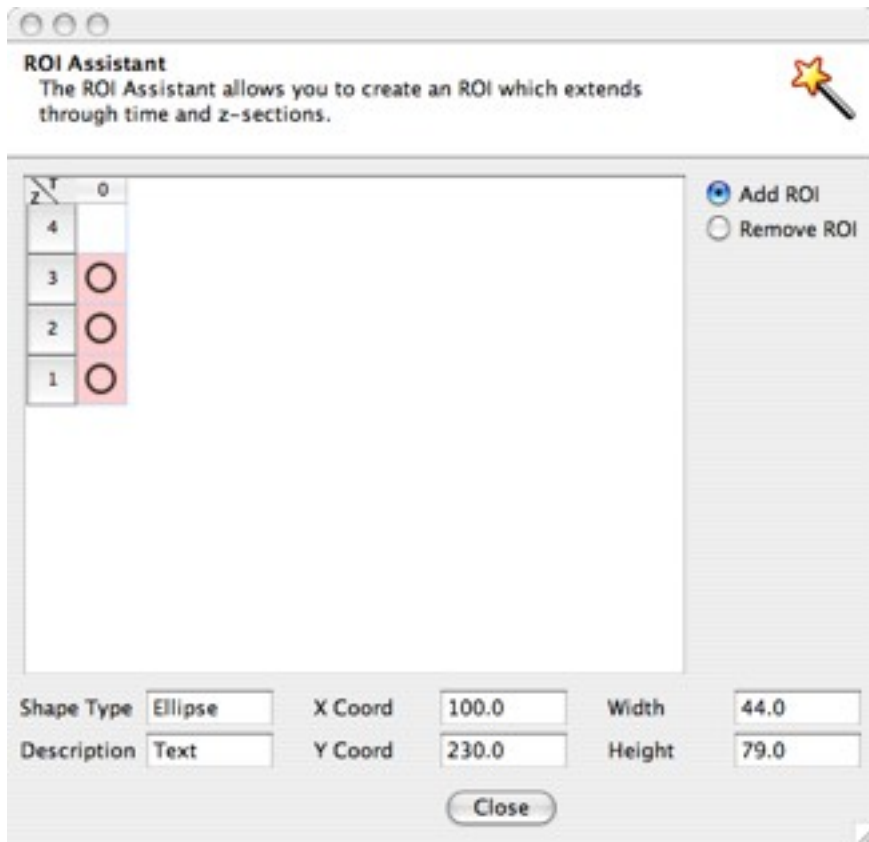 ROI Assistant
The ROI Assistant allows you to create an ROI which extends
through time and z-sections.
Z T 0
4
3
2
1
Add ROI
Remove ROI
Shape Type Ellipse X Coord 100.0 Width 44.0
Description Text Y Coord 230.0 Height 79.0
Close